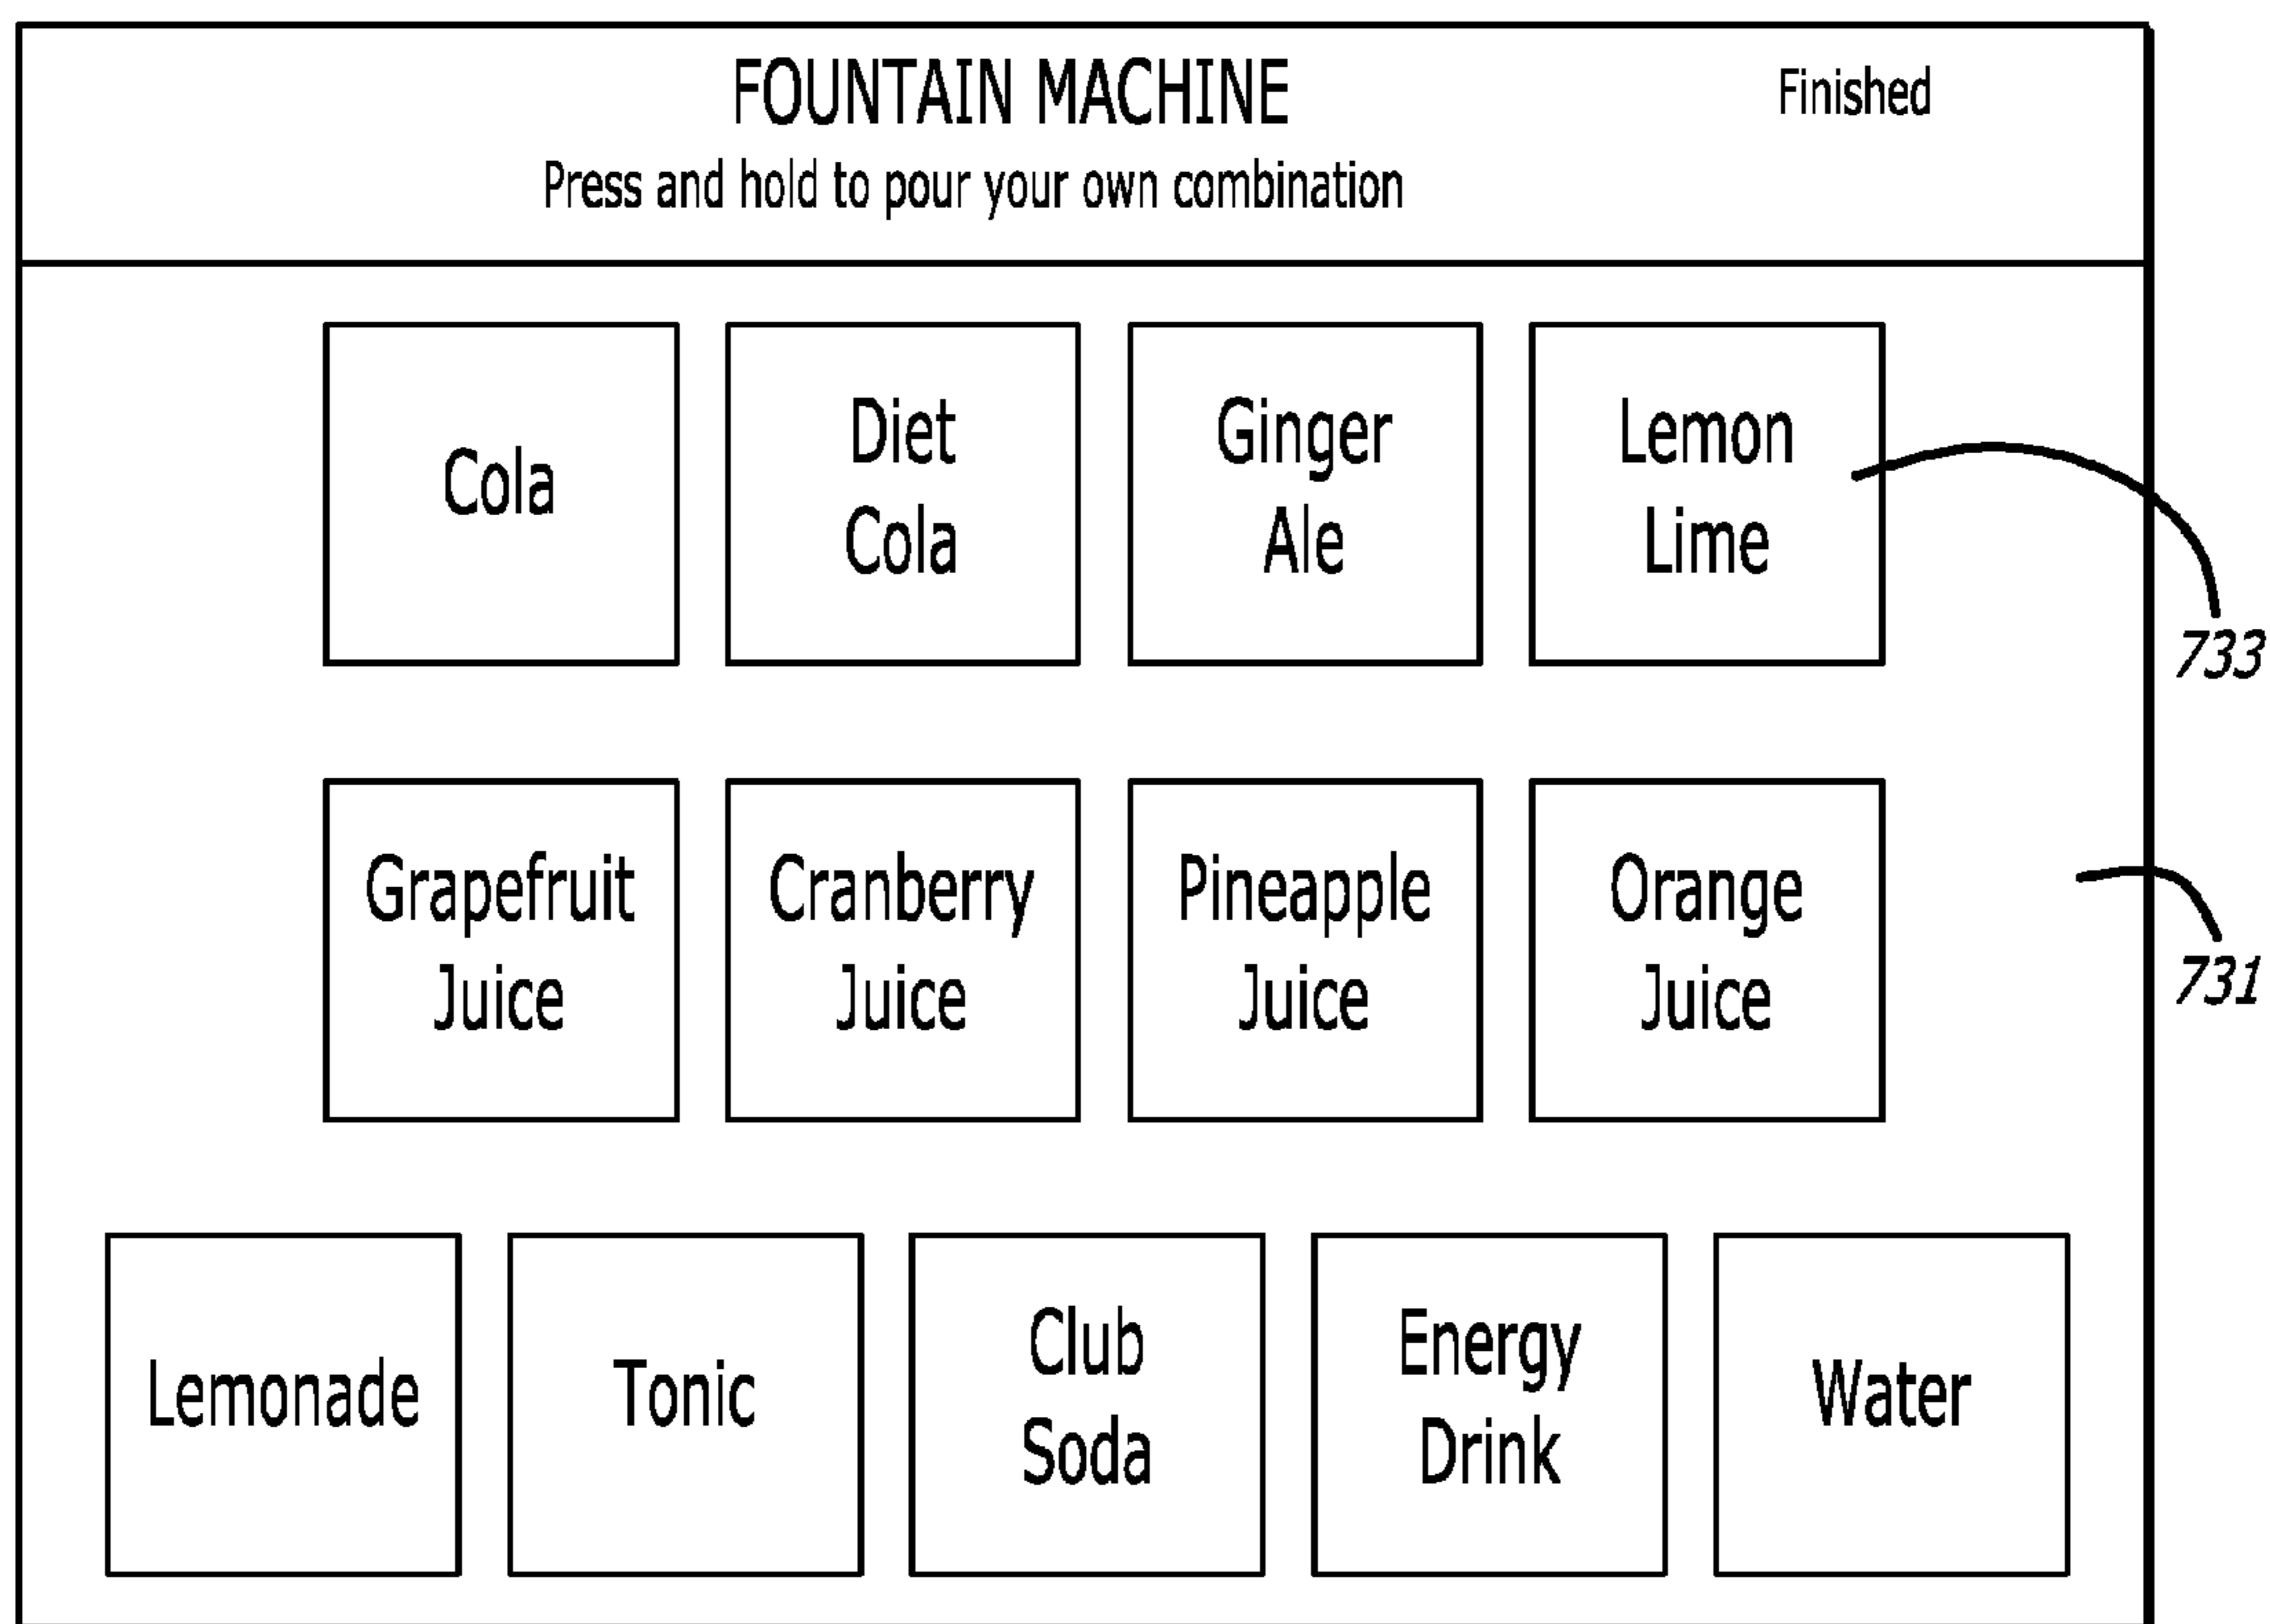 FOUNTAIN MACHINE
Finished
Press and hold to pour your own combination
Cola
Diet
Cola
Ginger
Ale
Lemon
Lime
733
Grapefruit
Juice
Cranberry
Juice
Pineapple
Juice
Orange
Juice
731
Lemonade
Tonic
Club
Soda
Energy
Drink
Water